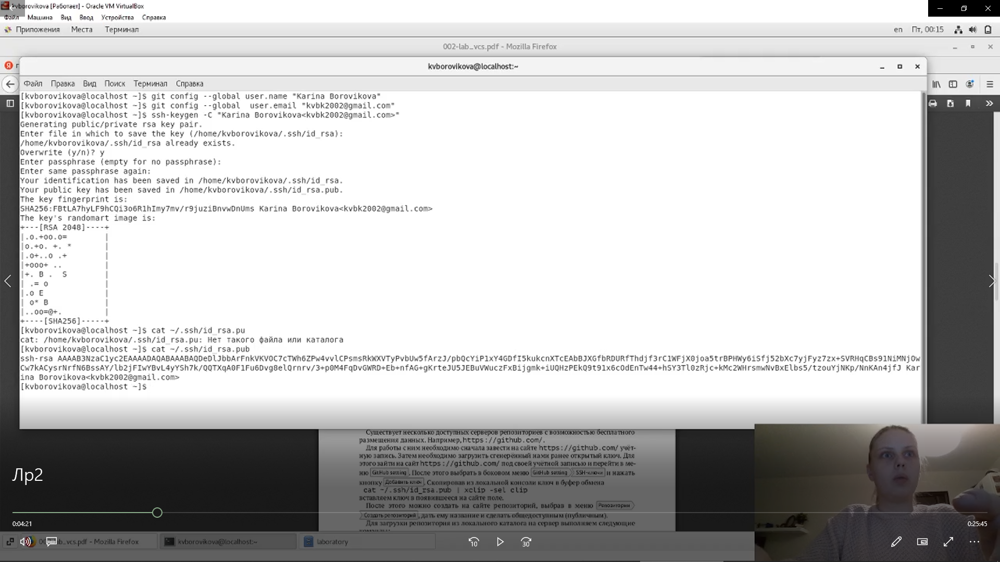 kvborovikova [Работает] - Oracle VM VirtualBox
Файл Машина Вид Ввод Устройства Справка
Приложения Места Терминал en Пт, 00:15
002-lab_vcs.pdf - Mozilla Firefox
kvborovikova@localhost:~
Файл Правка Вид Поиск Терминал Справка
[kvborovikova@localhost ~]$ git config --global user.name "Karina Borovikova"
[kvborovikova@localhost ~]$ git config --global  user.email "kvbk2002@gmail.com"
[kvborovikova@localhost ~]$ ssh-keygen -C "Karina Borovikova<kvbk2002@gmail.com>"
Generating public/private rsa key pair.
Enter file in which to save the key (/home/kvborovikova/.ssh/id_rsa):
/home/kvborovikova/.ssh/id_rsa already exists.
Overwrite (y/n)? y
Enter passphrase (empty for no passphrase):
Enter same passphrase again:
Your identification has been saved in /home/kvborovikova/.ssh/id_rsa.
Your public key has been saved in /home/kvborovikova/.ssh/id_rsa.pub.
The key fingerprint is:
SHA256:FBtLA7hyLF9hCQi3o6R1hImy7mv/r9juziBnvwDnUms Karina Borovikova<kvbk2002@gmail.com>
The key's randomart image is:
+---[RSA 2048]----+
|.o.+oo.o=        |
|o.+o. +. *       |
|.o+..o .+        |
|+ooo+ ..         |
|+. B .  S        |
| .= o            |
|.o E             |
| o* B            |
|..oo=@+.         |
+----[SHA256]-----+
[kvborovikova@localhost ~]$ cat ~/.ssh/id_rsa.pu
cat: /home/kvborovikova/.ssh/id_rsa.pu: Нет такого файла или каталога
[kvborovikova@localhost ~]$ cat ~/.ssh/id_rsa.pub
ssh-rsa AAAAB3NzaC1yc2EAAAADAQABAAABAQDeDlJbbArFnkVKVOC7cTWh6ZPw4vvlCPsmsRkWXVTyPvbUw5fArzJ/pbQcYiP1xY4GDfI5kukcnXTcEAbBJXGfbRDURfThdjf3rC1WFjX0joa5trBPHWy6iSfj52bXc7yjFyz7zx+SVRHqCBs91NiMNjOw
Cw7kACysrNrfN6BssAY/lb2jFIwYBvL4yYSh7k/QQTXqA0F1Fu6Dvg8elQrnrv/3+p0M4FqDvGWRD+Eb+nfAG+gKrteJU5JEBuVWuczFxBijgmk+iUQHzPEkQ9t91x6cOdEnTw44+hSY3Tl0zRjc+kMc2WHrsmwNvBxElbs5/tzouYjNKp/NnKAn4jfJ Kar
ina Borovikova<kvbk2002@gmail.com>
[kvborovikova@localhost ~]$
Существует несколько доступных серверов репозиториев с возможностью бесплатного
размещения данных. Например, https://github.com/.
Для работы с ним необходимо сначала завести на сайте https://github.com/ учёт-
ную запись. Затем необходимо загрузить сгенерённый нами ранее открытый ключ. Для
этого зайти на сайт https://github.com/ под своей учётной записью и перейти в ме-
ню GitHub setting . После этого выбрать в боковом меню GitHub setting SSH-ключи и нажать
кнопку Добавить ключ . Скопировав из локальной консоли ключ в буфер обмена
cat ~/.ssh/id_rsa.pub | xclip -sel clip
вставляем ключ в появившееся на сайте поле.
После этого можно создать на сайте репозиторий, выбрав в меню Репозитории
Создать репозиторий , дать ему название и сделать общедоступным (публичным).
Для загрузки репозитория из локального каталога на сервер выполняем следующие
Лр2
0:04:21
0:25:45
lab_vcs.pdf - Mozilla Firefox kvborovikova@localhost:~ laboratory
10 30